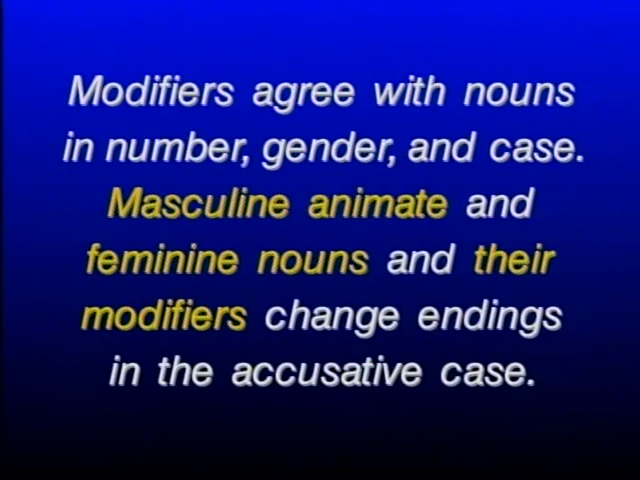 Modifiers agree with nouns
in number, gender, and case.
Masculine animate and
feminine nouns and their
modifiers change endings
in the accusative case.